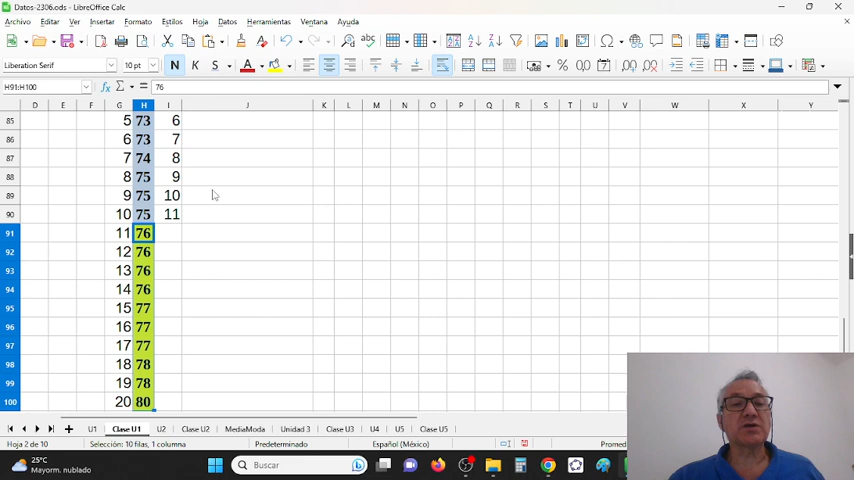 Datos-2306.ods - LibreOffice Calc
Archivo Editar Ver Insertar Formato Estilos Hoja Datos Herramientas Ventana Ayuda
Liberation Serif 10 pt N K S A
H91:H100 fx Σ = 76
D E F G H I J K L M N O P Q R S T U V W X Y
85 5 73 6
86 6 73 7
87 7 74 8
88 8 75 9
89 9 75 10
90 10 75 11
91 11 76
92 12 76
93 13 76
94 14 76
95 15 77
96 16 77
97 17 77
98 18 78
99 19 78
100 20 80
U1 Clase U1 U2 Clase U2 MediaModa Unidad 3 Clase U3 U4 U5 Clase U5
Hoja 2 de 10 Selección: 10 filas, 1 columna Predeterminado Español (México) Promed
25°C
Mayorm. nublado
Buscar